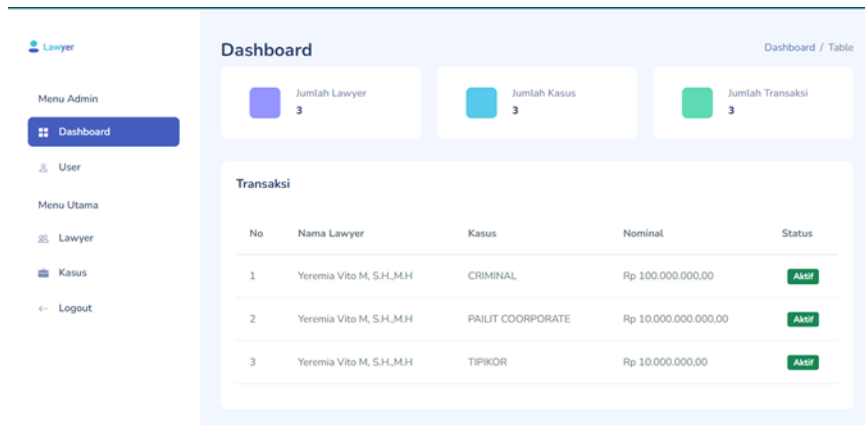 Lawyer
Menu Admin
Dashboard
User
Menu Utama
Lawyer
Kasus
Logout
Dashboard
Dashboard / Table
Jumlah Lawyer
3
Jumlah Kasus
3
Jumlah Transaksi
3
Transaksi
No Nama Lawyer Kasus Nominal Status
1 Yeremia Vito M, S.H.,M.H CRIMINAL Rp 100.000.000,00 Aktif
2 Yeremia Vito M, S.H.,M.H PAILIT COORPORATE Rp 10.000.000.000,00 Aktif
3 Yeremia Vito M, S.H.,M.H TIPIKOR Rp 10.000.000,00 Aktif